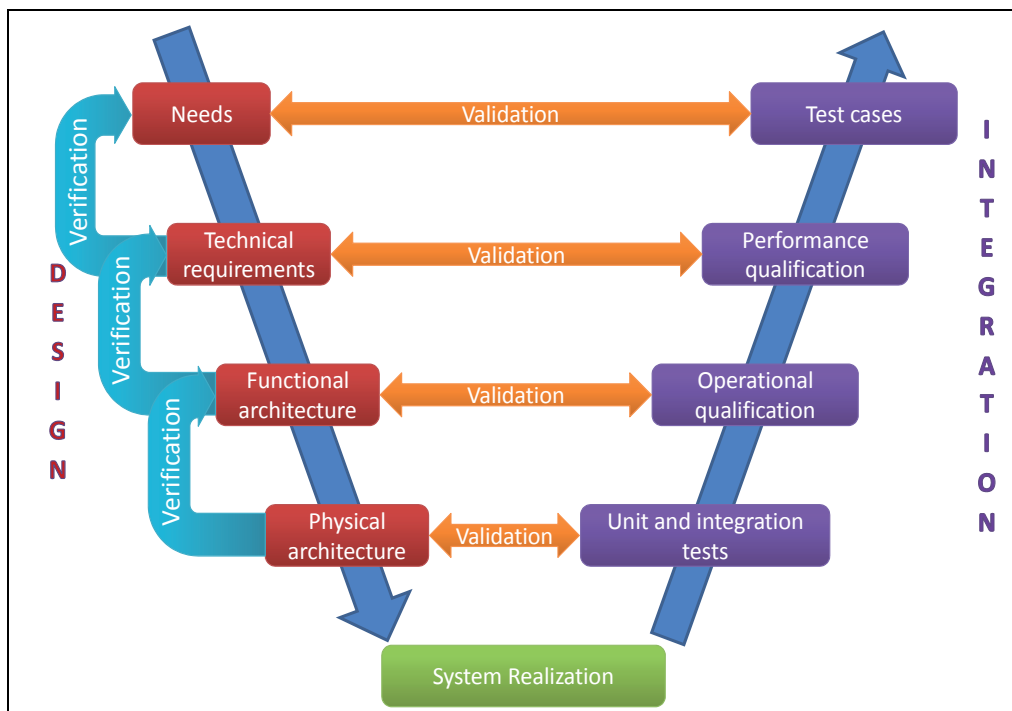 Needs
Validation
Test cases
Verification
Technical
requirements
Validation
Performance
qualification
Verification
Functional
architecture
Validation
Operational
qualification
Verification
Physical
architecture
Validation
Unit and integration
tests
System Realization
DESIGN
INTEGRATION